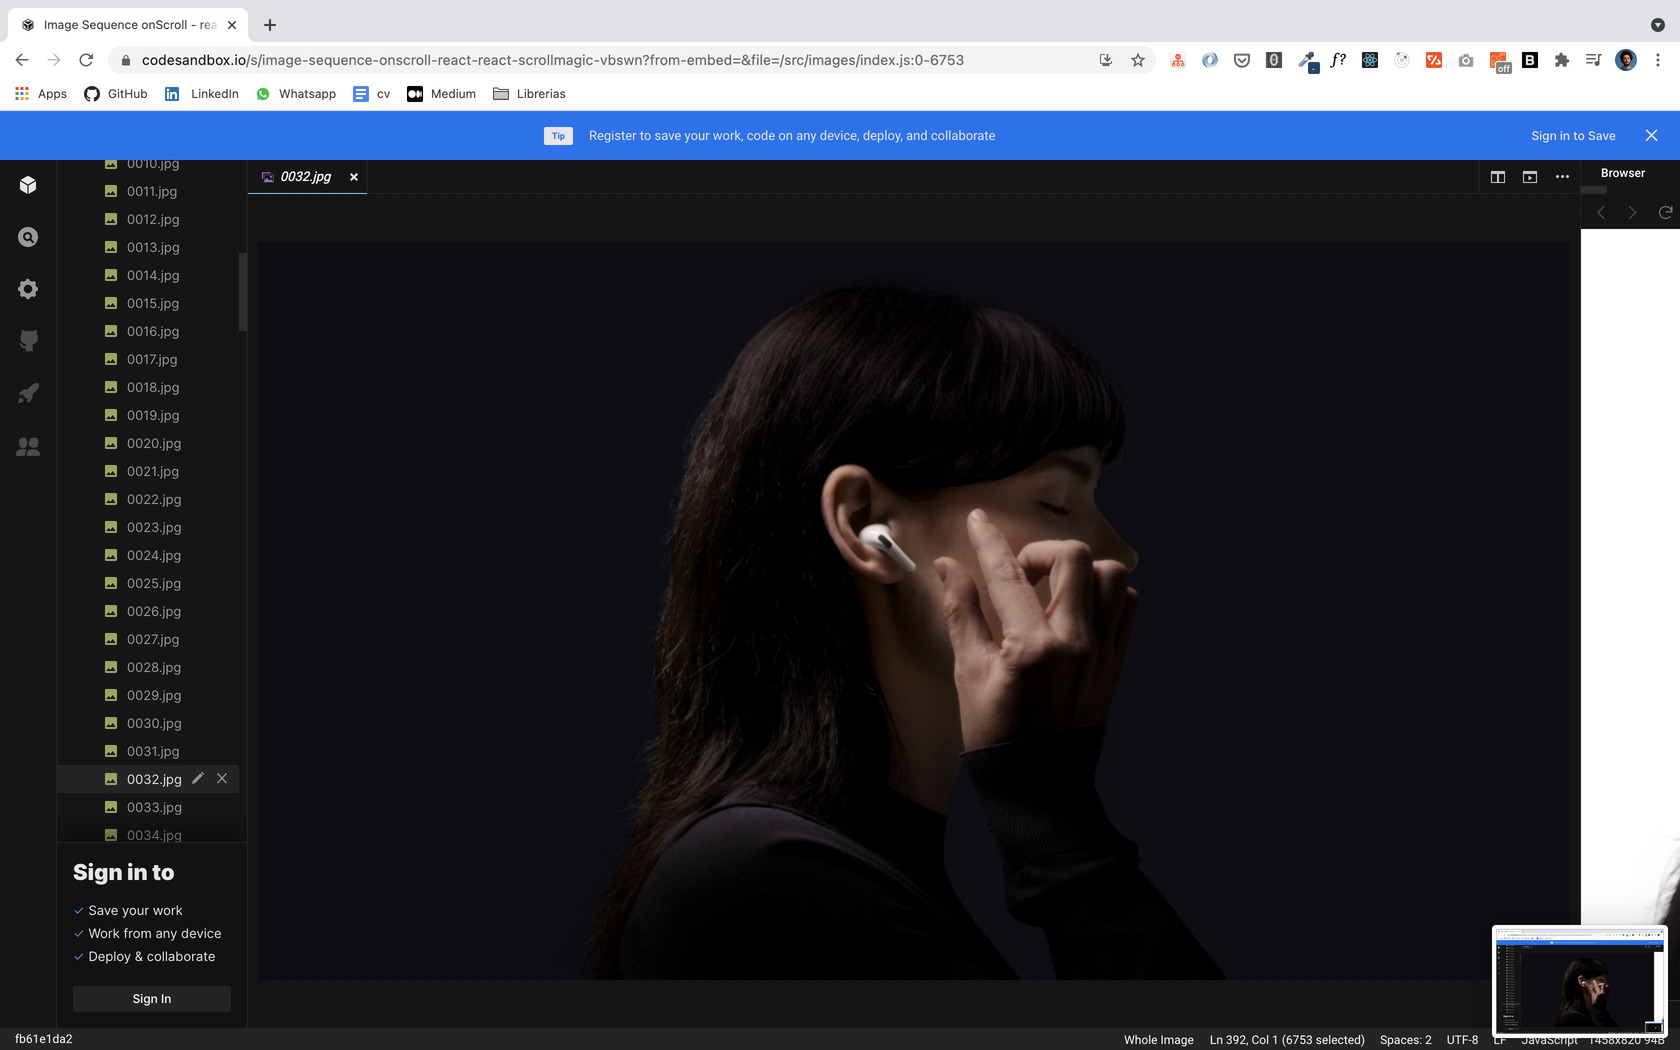 Image Sequence onScroll - rea
codesandbox.io/s/image-sequence-onscroll-react-react-scrollmagic-vbswn?from-embed=&file=/src/images/index.js:0-6753
f?
off
B
Apps
GitHub
LinkedIn
Whatsapp
cv
Medium
Librerias
Tip
Register to save your work, code on any device, deploy, and collaborate
Sign in to Save
0010.jpg
0011.jpg
0012.jpg
0013.jpg
0014.jpg
0015.jpg
0016.jpg
0017.jpg
0018.jpg
0019.jpg
0020.jpg
0021.jpg
0022.jpg
0023.jpg
0024.jpg
0025.jpg
0026.jpg
0027.jpg
0028.jpg
0029.jpg
0030.jpg
0031.jpg
0032.jpg
0033.jpg
0034.jpg
0032.jpg
Browser
Sign in to
Save your work
Work from any device
Deploy & collaborate
Sign In
fb61e1da2
Whole Image
Ln 392, Col 1 (6753 selected)
Spaces: 2
UTF-8
LF
JavaScript
1458x820 94B